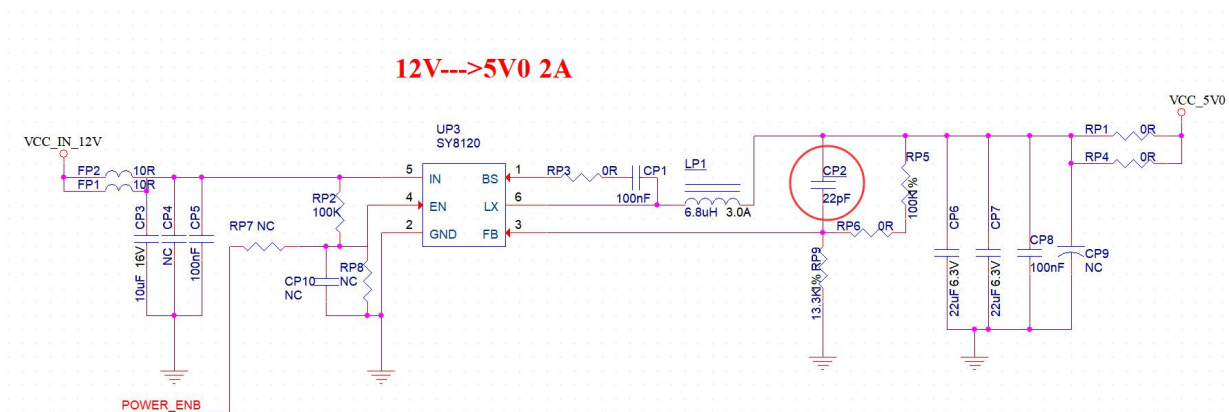 12V--->5V0 2A
VCC_IN_12V
VCC_5V0
UP3
SY8120
FP2 10R
FP1 10R
5 IN
4 EN
2 GND
BS 1
LX 6
FB 3
RP3 0R
CP1
100nF
LP1
6.8uH 3.0A
CP2
22pF
RP5
100K 1%
RP1 0R
RP4 0R
RP2
100K
RP7 NC
RP6 0R
CP3
10uF 16V
CP4
NC
CP5
100nF
CP10
NC
RP8
NC
RP9
13.3K 1%
CP6
22uF 6.3V
CP7
22uF 6.3V
CP8
100nF
CP9
NC
POWER_ENB